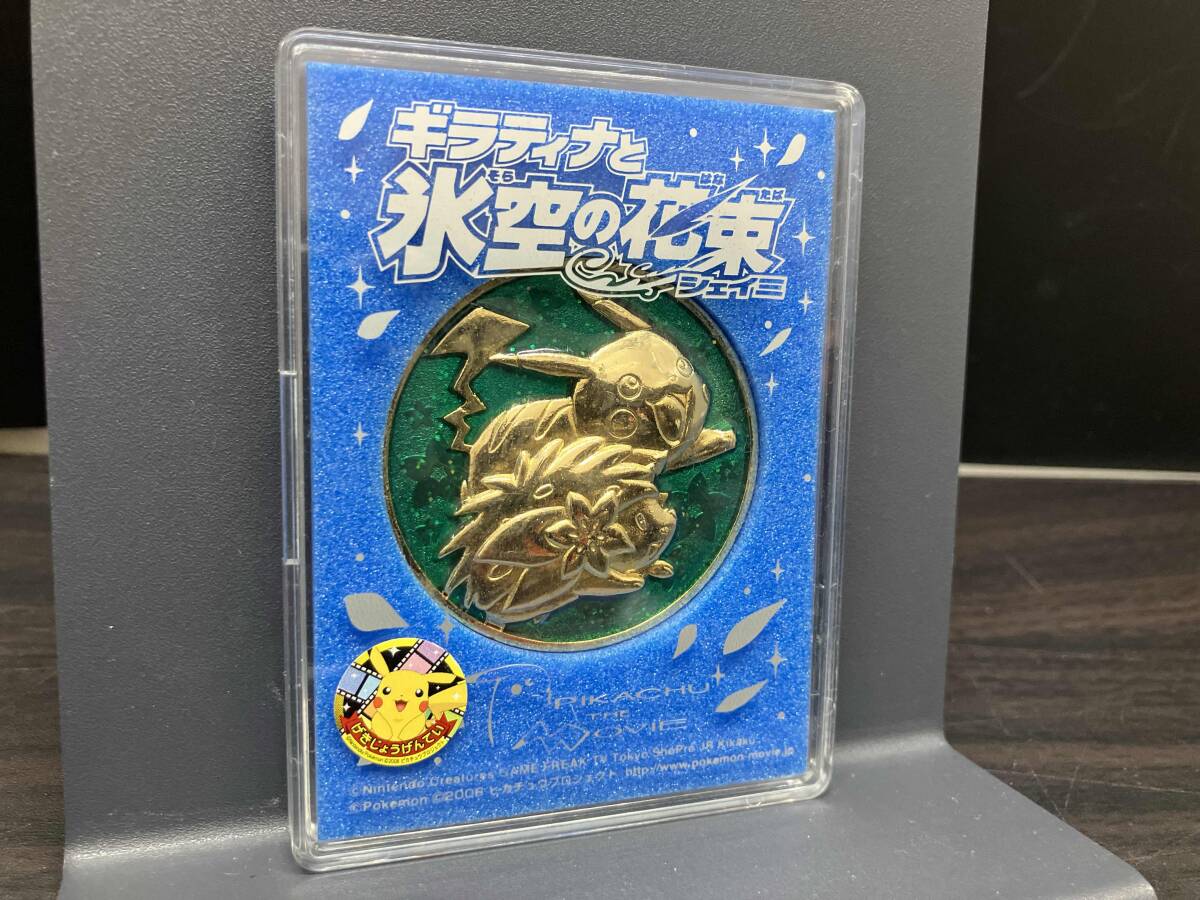 ギラティナと
氷空の花束
そら はな たば
シェイミ
PIKACHU
THE
MOVIE
げきじょうげんてい
©Nintendo Creatures GAME FREAK TV Tokyo ShoPro JR Kikaku
©Pokemon ©2008 ピカチュウプロジェクト http://www.pokemon-movie.jp